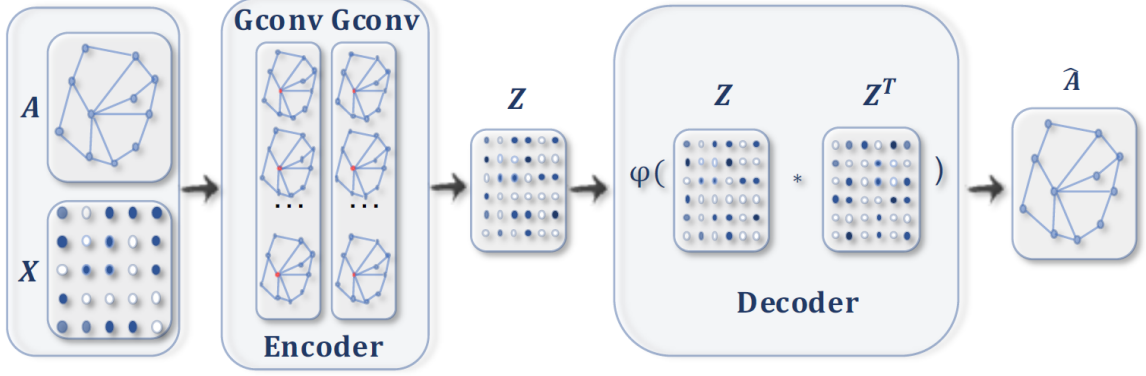 A
X
Gconv Gconv
...
...
Encoder
Z
φ(
Z
*
Z^T
)
Decoder
Â